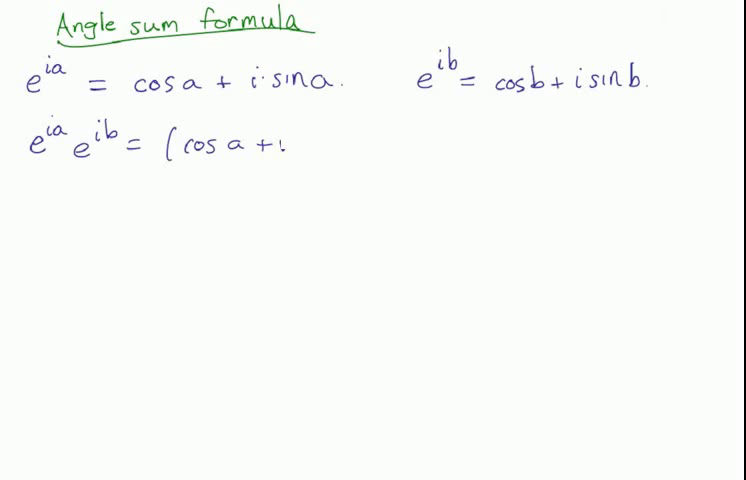 Angle sum formula
e^{ia} = cos a + i·sin a. e^{ib} = cos b + i sin b.
e^{ia} e^{ib} = (cos a + i